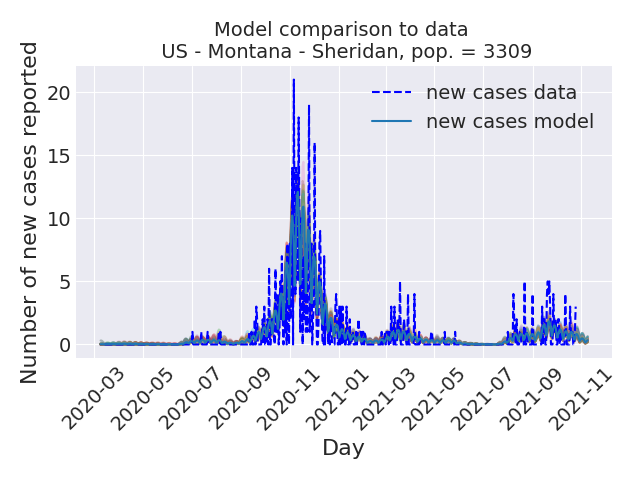 Model comparison to data
US - Montana - Sheridan, pop. = 3309
Number of new cases reported
20
15
10
5
0
new cases data
new cases model
2020-03
2020-05
2020-07
2020-09
2020-11
2021-01
2021-03
2021-05
2021-07
2021-09
2021-11
Day